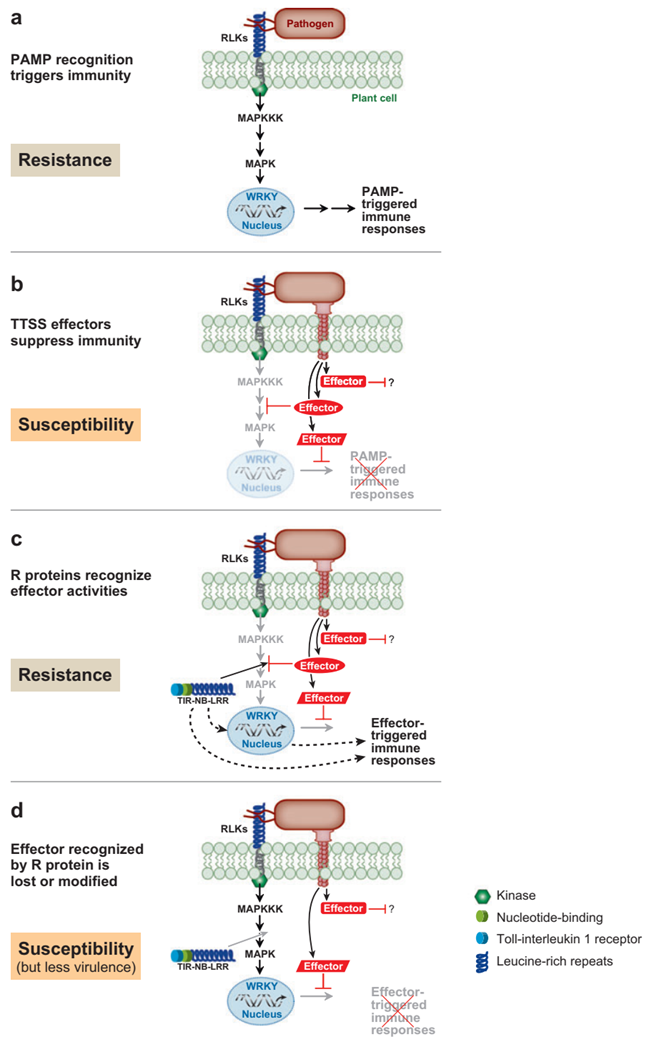 a
PAMP recognition
triggers immunity
Resistance
RLKs
Pathogen
Plant cell
MAPKKK
MAPK
WRKY
Nucleus
PAMP-
triggered
immune
responses
b
TTSS effectors
suppress immunity
Susceptibility
RLKs
MAPKKK
Effector
?
Effector
MAPK
Effector
WRKY
Nucleus
PAMP-
triggered
immune
responses
c
R proteins recognize
effector activities
Resistance
RLKs
MAPKKK
Effector
?
Effector
MAPK
TIR-NB-LRR
Effector
WRKY
Nucleus
Effector-
triggered
immune
responses
d
Effector recognized
by R protein is
lost or modified
Susceptibility
(but less virulence)
RLKs
MAPKKK
Effector
?
MAPK
TIR-NB-LRR
Effector
WRKY
Nucleus
Effector-
triggered
immune
responses
Kinase
Nucleotide-binding
Toll-interleukin 1 receptor
Leucine-rich repeats